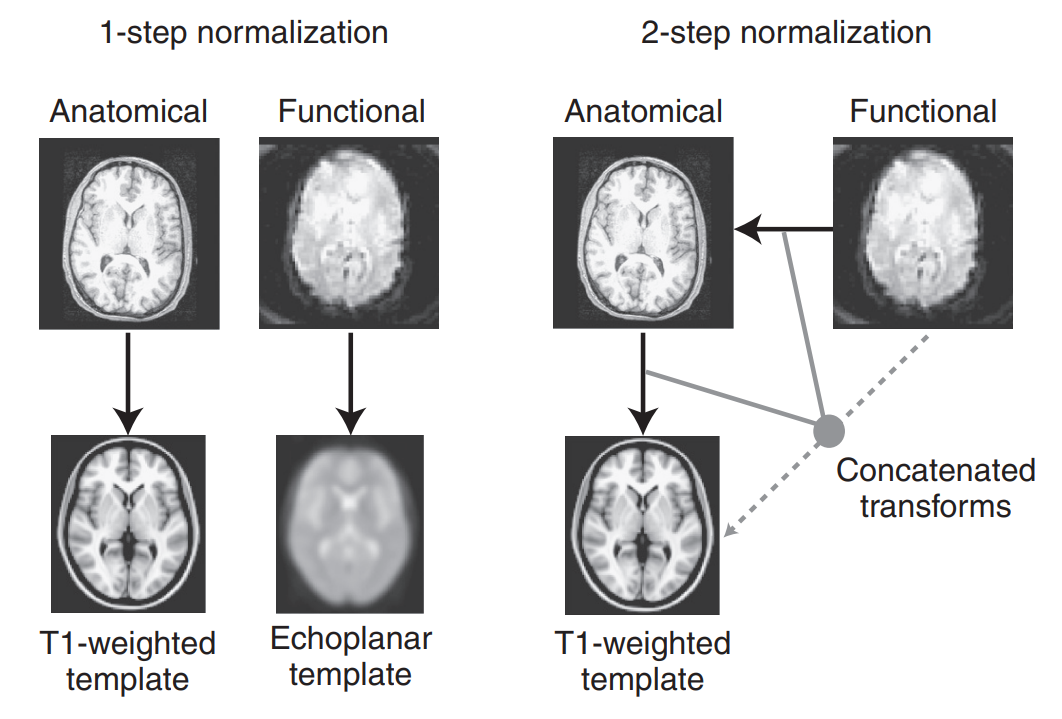 1-step normalization
2-step normalization
Anatomical
Functional
Anatomical
Functional
Concatenated
transforms
T1-weighted
template
Echoplanar
template
T1-weighted
template